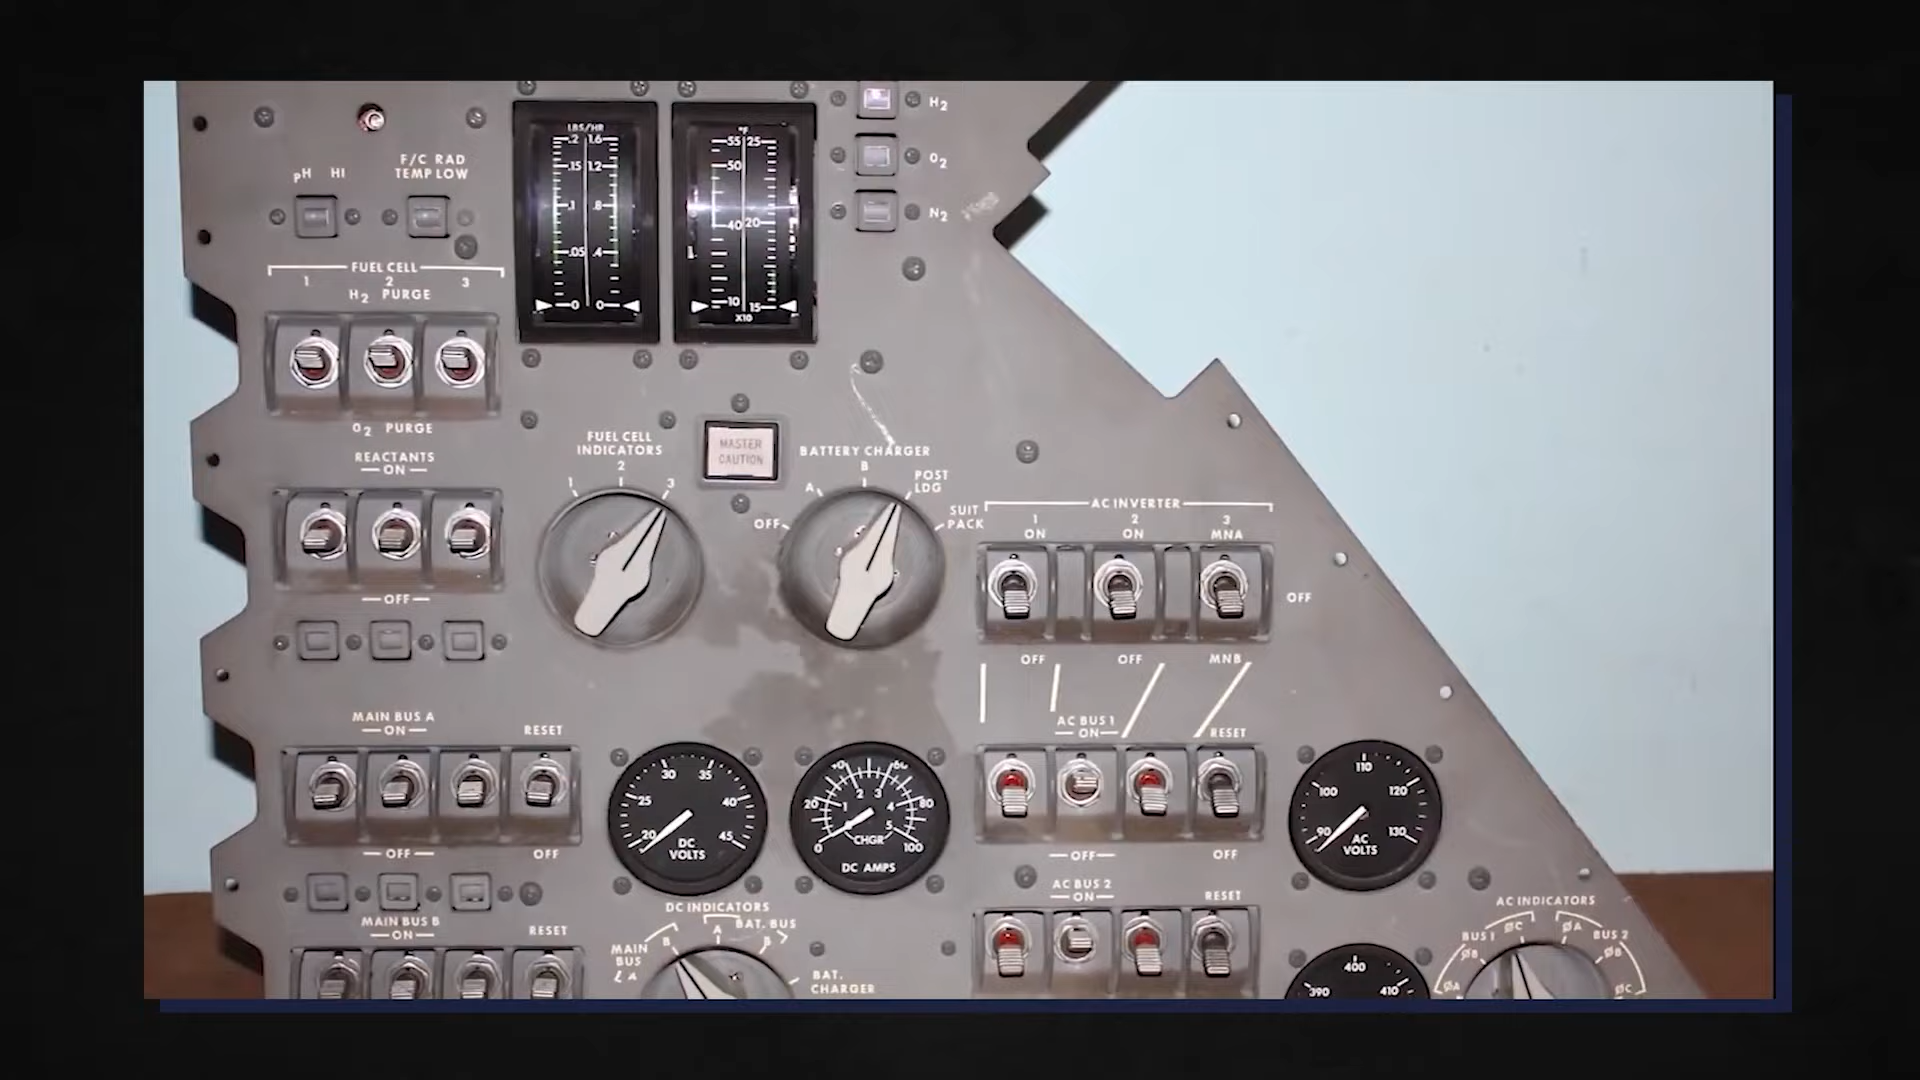 H2
O2
N2
pH HI
F/C RAD
TEMP LOW
LBS/HR
.2 1.6
.15 1.2
.1 .8
.05 .4
0 0
°F
55 25
50
40 20
10 15
X10
FUEL CELL
1 2 3
H2 PURGE
O2 PURGE
REACTANTS
ON
OFF
FUEL CELL
INDICATORS
1 2 3
MASTER
CAUTION
BATTERY CHARGER
OFF A B POST
LDG
SUIT
PACK
AC INVERTER
1 2 3
ON ON MNA
OFF
OFF OFF MNB
MAIN BUS A
ON RESET
OFF OFF
20 25 30 35 40 45
DC
VOLTS
0 20 60 80 100
1 2 3 4 5
CHGR
DC AMPS
AC BUS 1
ON RESET
OFF OFF
90 100 110 120 130
AC
VOLTS
MAIN BUS B
ON RESET
DC INDICATORS
MAIN
BUS
A B
BAT. BUS
A B
BAT.
CHARGER
AC BUS 2
ON RESET
390 400 410
AC INDICATORS
BUS 1 BUS 2
ØA ØB ØC ØA ØB ØC